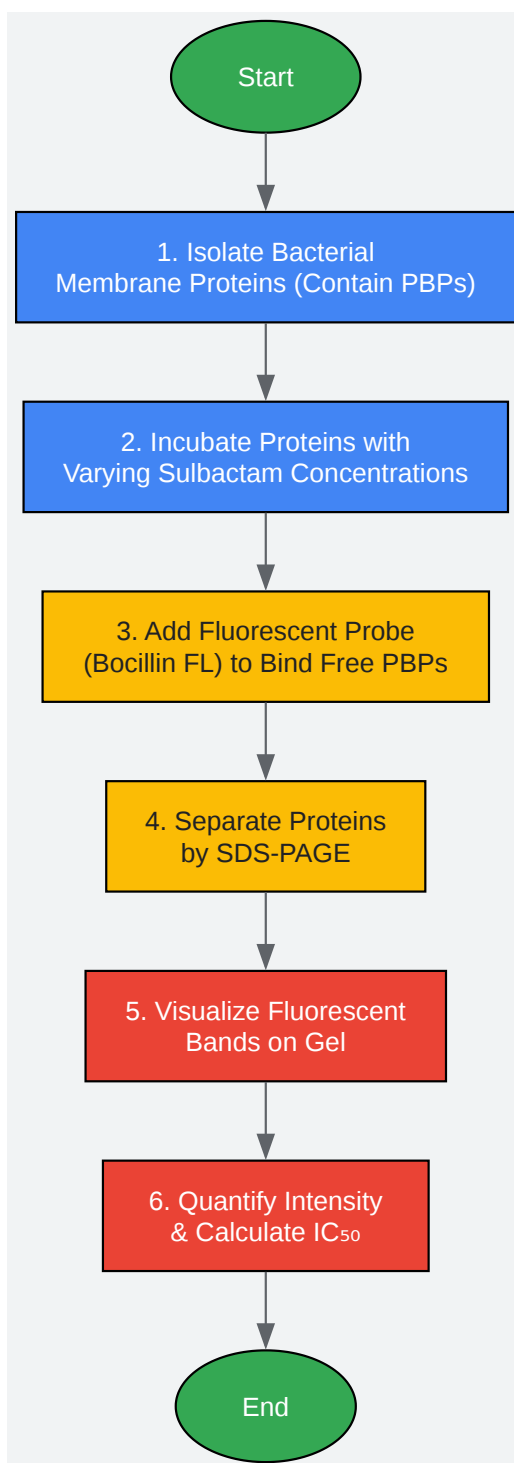 Start
1. Isolate Bacterial
Membrane Proteins (Contain PBPs)
2. Incubate Proteins with
Varying Sulbactam Concentrations
3. Add Fluorescent Probe
(Bocillin FL) to Bind Free PBPs
4. Separate Proteins
by SDS-PAGE
5. Visualize Fluorescent
Bands on Gel
6. Quantify Intensity
& Calculate IC₅₀
End